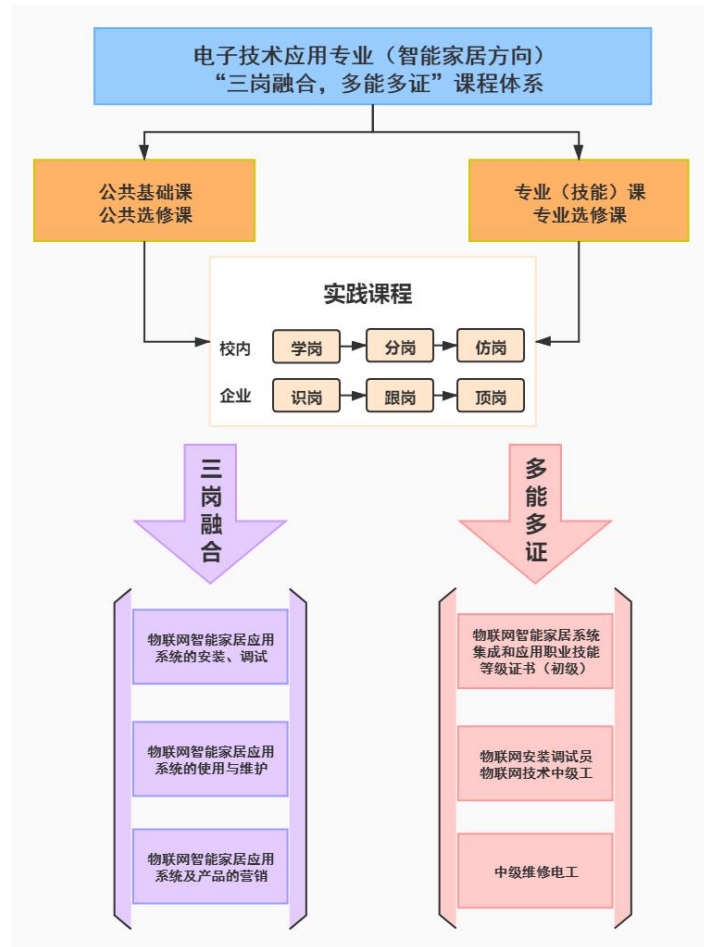 电子技术应用专业（智能家居方向）
“三岗融合，多能多证”课程体系
公共基础课
公共选修课
专业（技能）课
专业选修课
实践课程
校内
学岗
分岗
仿岗
企业
识岗
跟岗
顶岗
三岗融合
多能多证
物联网智能家居应用
系统的安装、调试
物联网智能家居应用
系统的使用与维护
物联网智能家居应用
系统及产品的营销
物联网智能家居系统
集成和应用职业技能
等级证书（初级）
物联网安装调试员
物联网技术中级工
中级维修电工